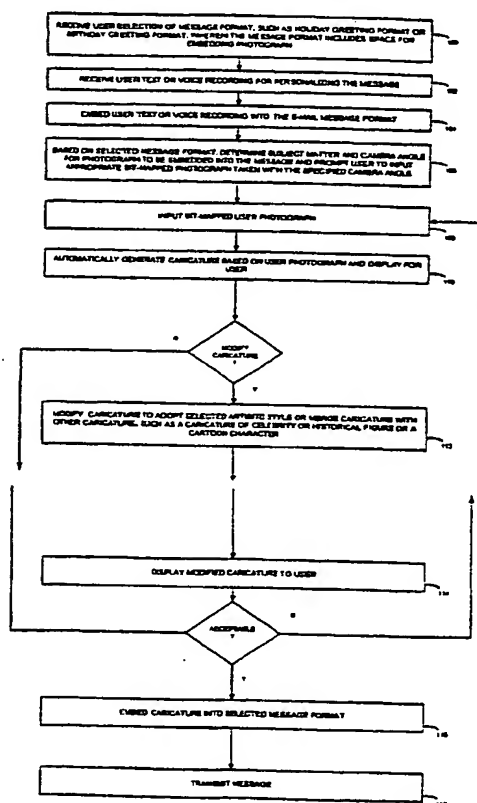 RECEIVE USER SELECTION OF MESSAGE FORMAT, SUCH AS HOLIDAY GREETING FORMAT OR
BIRTHDAY GREETING FORMAT, WHEREIN THE MESSAGE FORMAT INCLUDES SPACE FOR
EMBEDDING PHOTOGRAPH
RECEIVE USER TEXT OR VOICE RECORDING FOR PERSONALIZING THE MESSAGE
EMBED USER TEXT OR VOICE RECORDING INTO THE E-MAIL MESSAGE FORMAT
BASED ON SELECTED MESSAGE FORMAT, DETERMINE SUBJECT MATTER AND CAMERA ANGLE
FOR PHOTOGRAPH TO BE EMBEDDED INTO THE MESSAGE AND PROMPT USER TO INPUT
APPROPRIATE BIT-MAPPED PHOTOGRAPH TAKEN WITH THE SPECIFIED CAMERA ANGLE
INPUT BIT-MAPPED USER PHOTOGRAPH
AUTOMATICALLY GENERATE CARICATURE BASED ON USER PHOTOGRAPH AND DISPLAY FOR
USER
MODIFY
CARICATURE
?
Y
MODIFY CARICATURE TO ADOPT SELECTED ARTISTIC STYLE OR MERGE CARICATURE WITH
OTHER CARICATURE, SUCH AS A CARICATURE OF CELEBRITY OR HISTORICAL FIGURE OR A
CARTOON CHARACTER
112
DISPLAY MODIFIED CARICATURE TO USER
114
ACCEPTABLE
?
Y
EMBED CARICATURE INTO SELECTED MESSAGE FORMAT
116
TRANSMIT MESSAGE